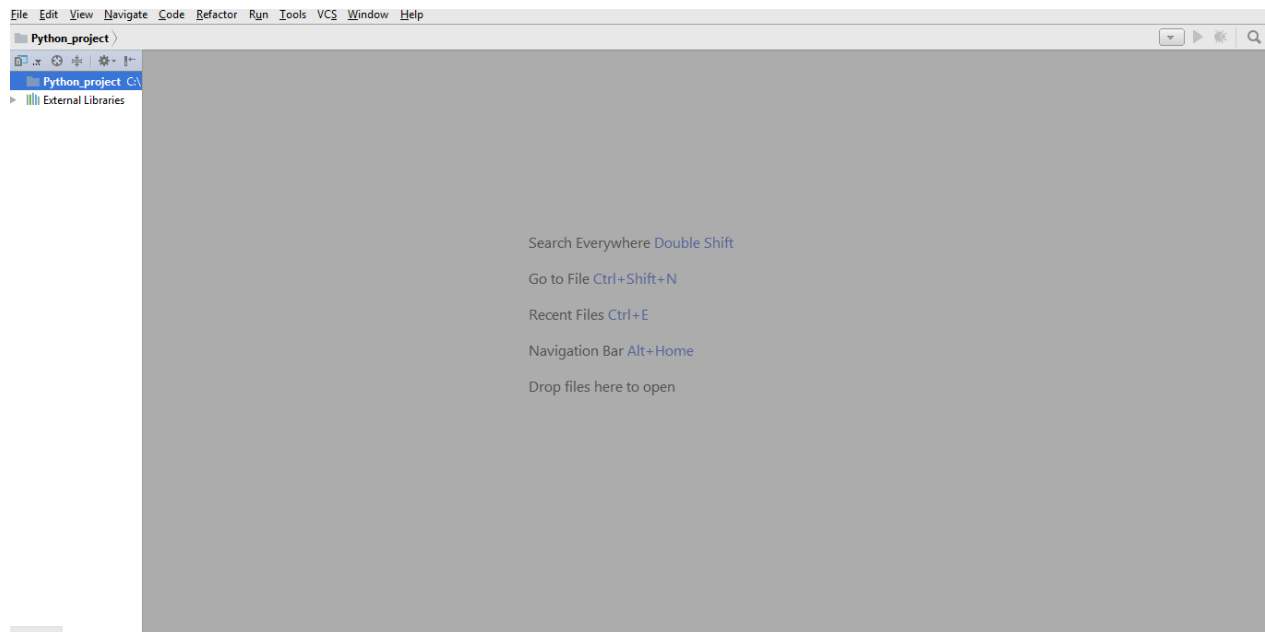 File Edit View Navigate Code Refactor Run Tools VCS Window Help
Python_project
Python_project C:\
External Libraries
Search Everywhere Double Shift
Go to File Ctrl+Shift+N
Recent Files Ctrl+E
Navigation Bar Alt+Home
Drop files here to open